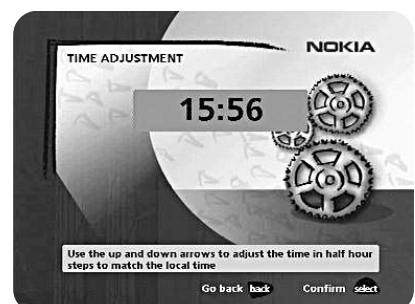 NOKIA
TIME ADJUSTMENT
15:56
Use the up and down arrows to adjust the time in half hour
steps to match the local time
Go back back Confirm select